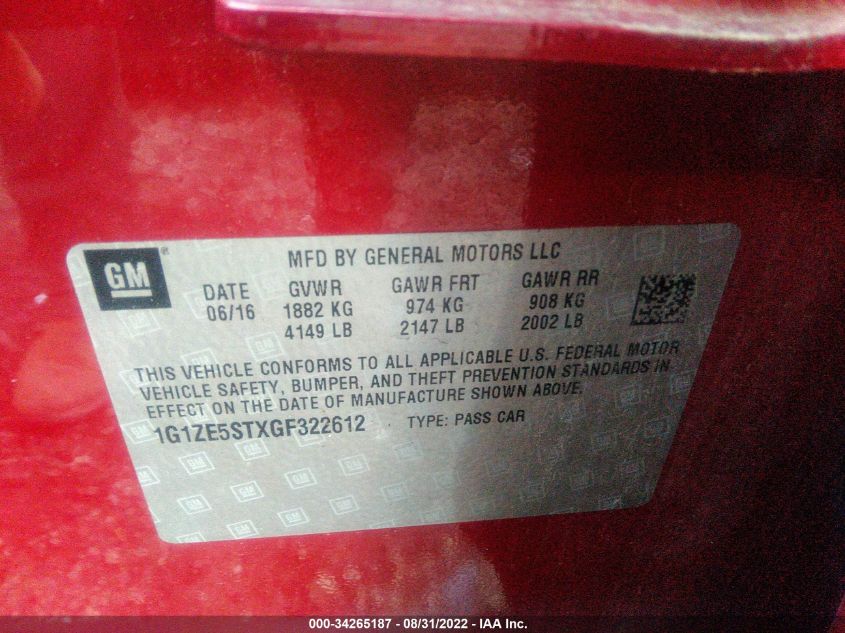 GM®
MFD BY GENERAL MOTORS LLC
DATE GVWR GAWR FRT GAWR RR
06/16 1882 KG 974 KG 908 KG
4149 LB 2147 LB 2002 LB
THIS VEHICLE CONFORMS TO ALL APPLICABLE U.S. FEDERAL MOTOR
VEHICLE SAFETY, BUMPER, AND THEFT PREVENTION STANDARDS IN
EFFECT ON THE DATE OF MANUFACTURE SHOWN ABOVE.
1G1ZE5STXGF322612 TYPE: PASS CAR
000-34265187 - 08/31/2022 - IAA Inc.